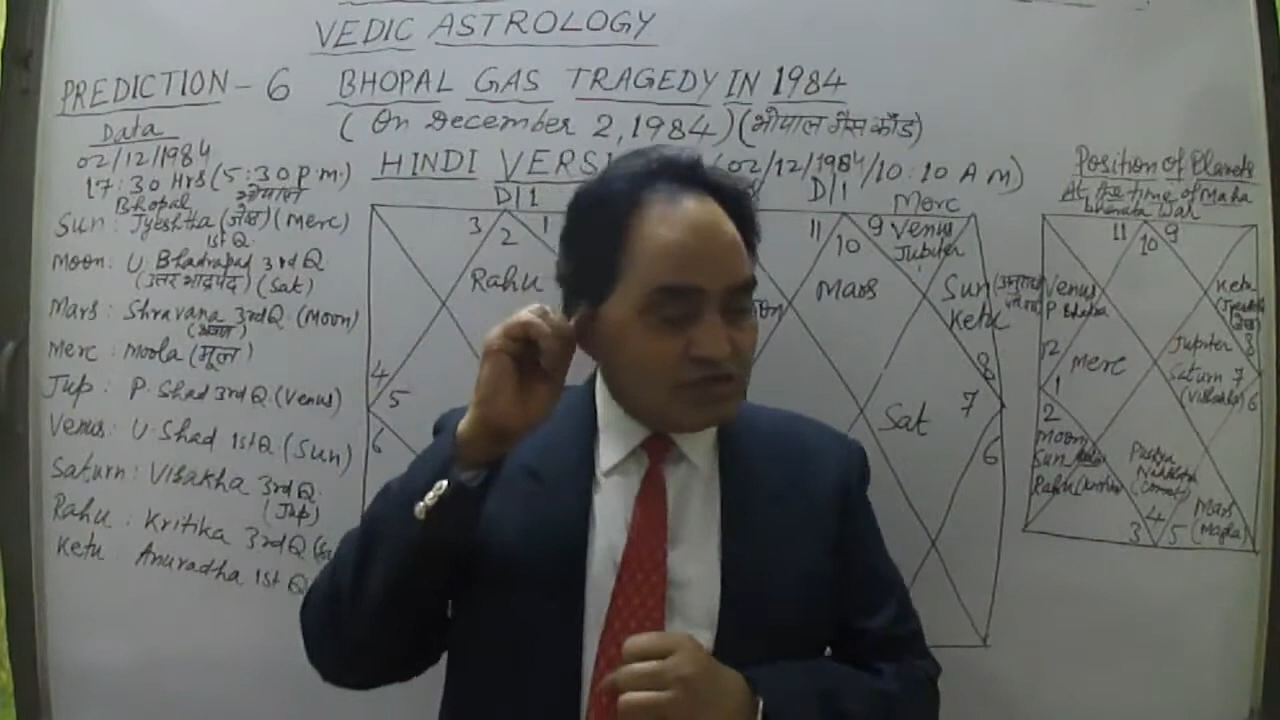 VEDIC ASTROLOGY
PREDICTION - 6 BHOPAL GAS TRAGEDY IN 1984
(On December 2, 1984) (भोपाल गैस काँड)
HINDI (02/12/1984/10:10 AM)
Data
02/12/1984
17:30 Hrs (5:30 P.M.)
Bhopal भोपाल
Sun: Jyeshtha (Merc)
1st Q.
Moon: U. Bhadrapad 3rd Q
(उत्तर भाद्रपद) (Sat)
Mars: Shravana 3rd Q. (Moon)
(श्रवण)
Merc: Moola (मूल)
Jup: P. Shad 3rd Q. (Venus)
Venus: U. Shad 1st Q (Sun)
Saturn: Visakha 3rd Q.
(Jup)
Rahu: Kritika 3rd Q
Ketu: Anuradha 1st Q
D/1
3 2 1
Rahu
4
5
6
D/1
11 10 9
Merc
Venus
Jupiter
Mars
Sun
Ketu
8
7
Sat
6
Position of Planets
At the time of Maha
bharata War
11 10 9
Venus
P Bhadra
Ketu
8
12
Merc
Jupiter
Saturn 7
6
1
2
Moon
Sun
Rahu
Mars
(Magha)
3 4 5